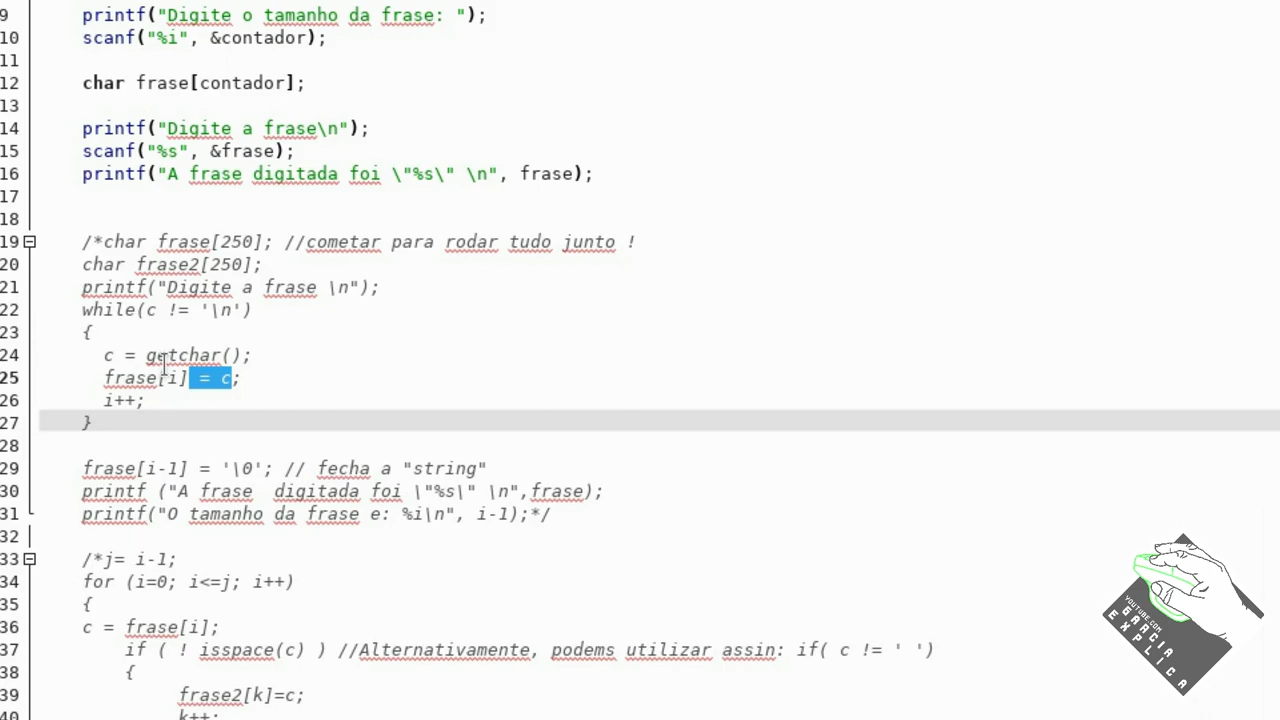 9 printf("Digite o tamanho da frase: ");
10 scanf("%i", &contador);
11
12 char frase[contador];
13
14 printf("Digite a frase\n");
15 scanf("%s", &frase);
16 printf("A frase digitada foi \"%s\" \n", frase);
17
18
19 /*char frase[250]; //cometar para rodar tudo junto !
20 char frase2[250];
21 printf("Digite a frase \n");
22 while(c != '\n')
23 {
24 c = getchar();
25 frase[i] = c;
26 i++;
27 }
28
29 frase[i-1] = '\0'; // fecha a "string"
30 printf ("A frase  digitada foi \"%s\" \n",frase);
31 printf("O tamanho da frase e: %i\n", i-1);*/
32
33 /*j= i-1;
34 for (i=0; i<=j; i++)
35 {
36 c = frase[i];
37 if ( ! isspace(c) ) //Alternativamente, podems utilizar assin: if( c != ' ')
38 {
39 frase2[k]=c;
40 k++;
YOUTUBE.COM
GARCIA
EXPLICA